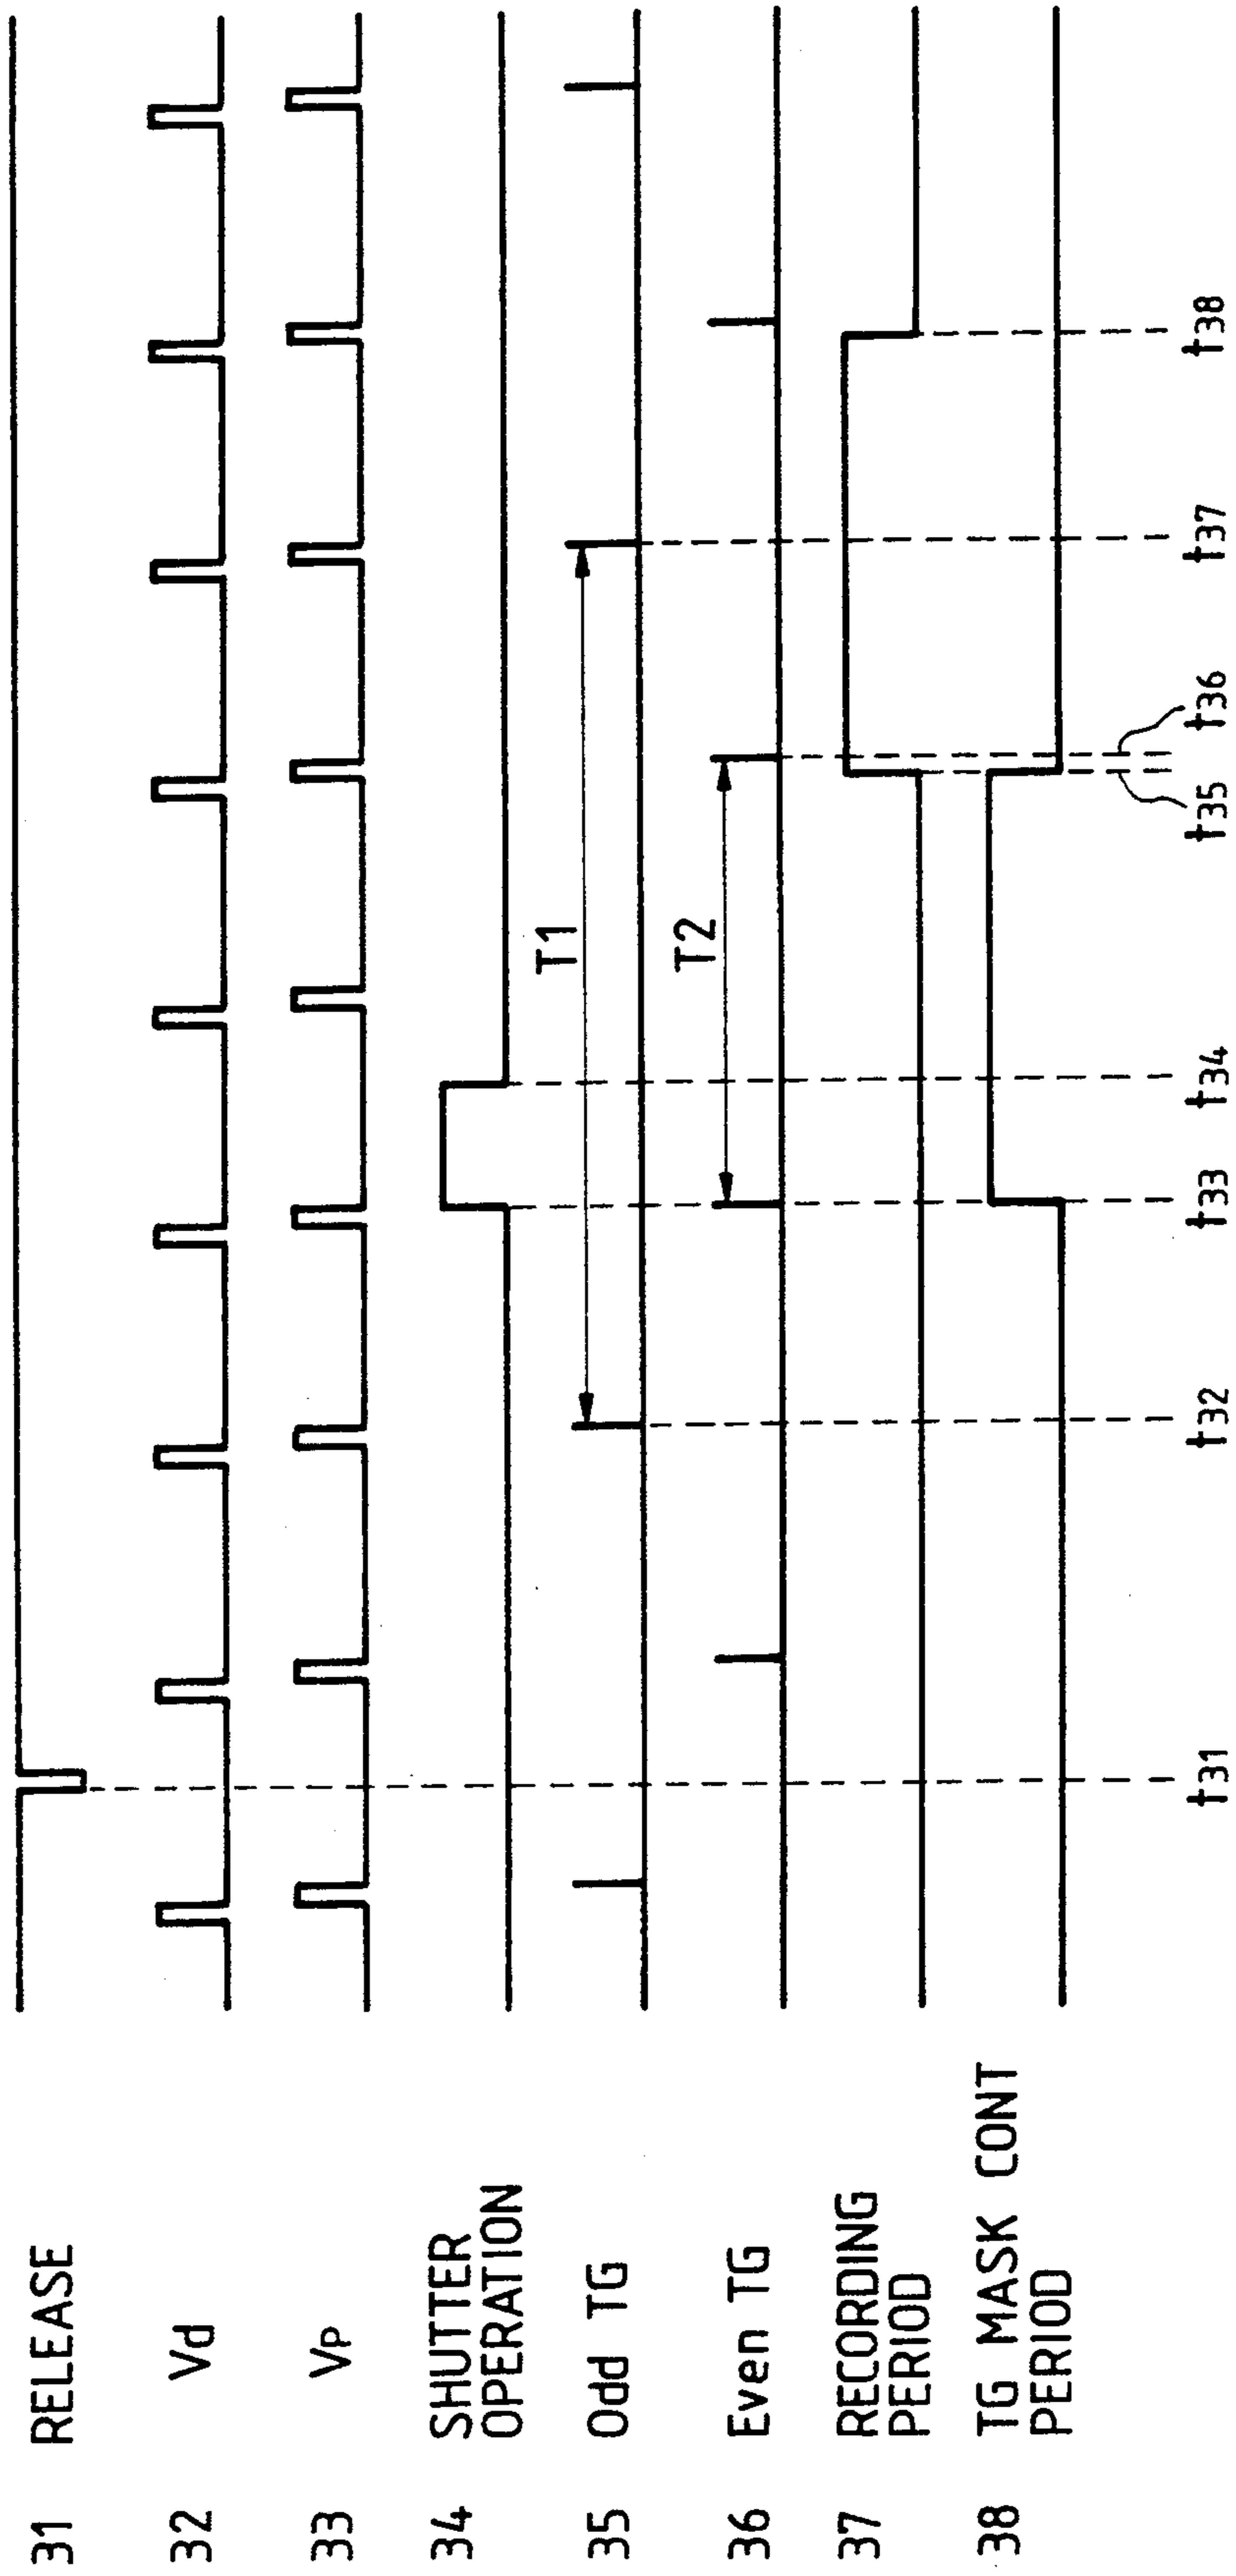 31 RELEASE
32 Vd
33 VP
34 SHUTTER
OPERATION
35 Odd TG
36 Even TG
37 RECORDING
PERIOD
38 TG MASK CONT
PERIOD
T1
T2
t31
t32
t33
t34
t35
t36
t37
t38